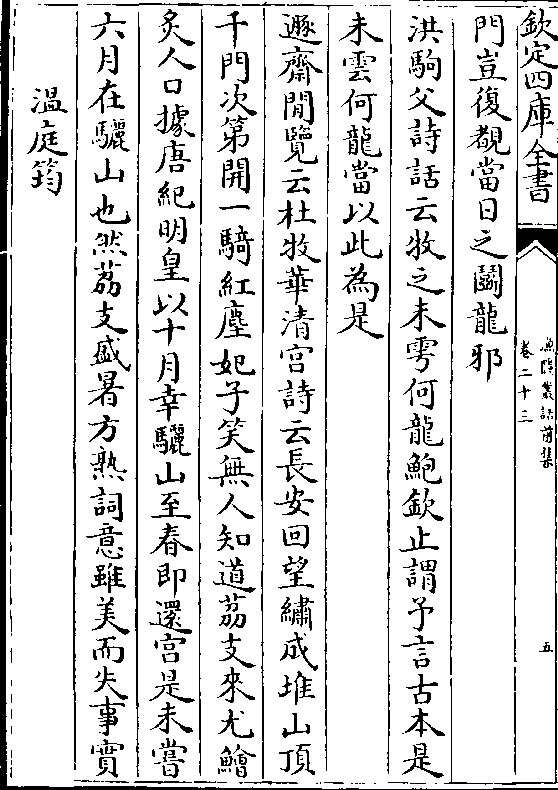 欽定四庫全書
漁隱叢話前集
卷二十三
五
門豈復覩當日之鬭龍邪
洪駒父詩話云牧之未雩何龍鮑欽止謂予言古本是
未雲何龍當以此為是
遯齋閒覽云杜牧華清宫詩云長安回望繡成堆山頂
千門次第開一騎紅塵妃子笑無人知道荔支來尤鱠
炙人口據唐紀明皇以十月幸驪山至春即還宫是未嘗
六月在驪山也然荔支盛暑方熟詞意雖美而失事實
温庭筠